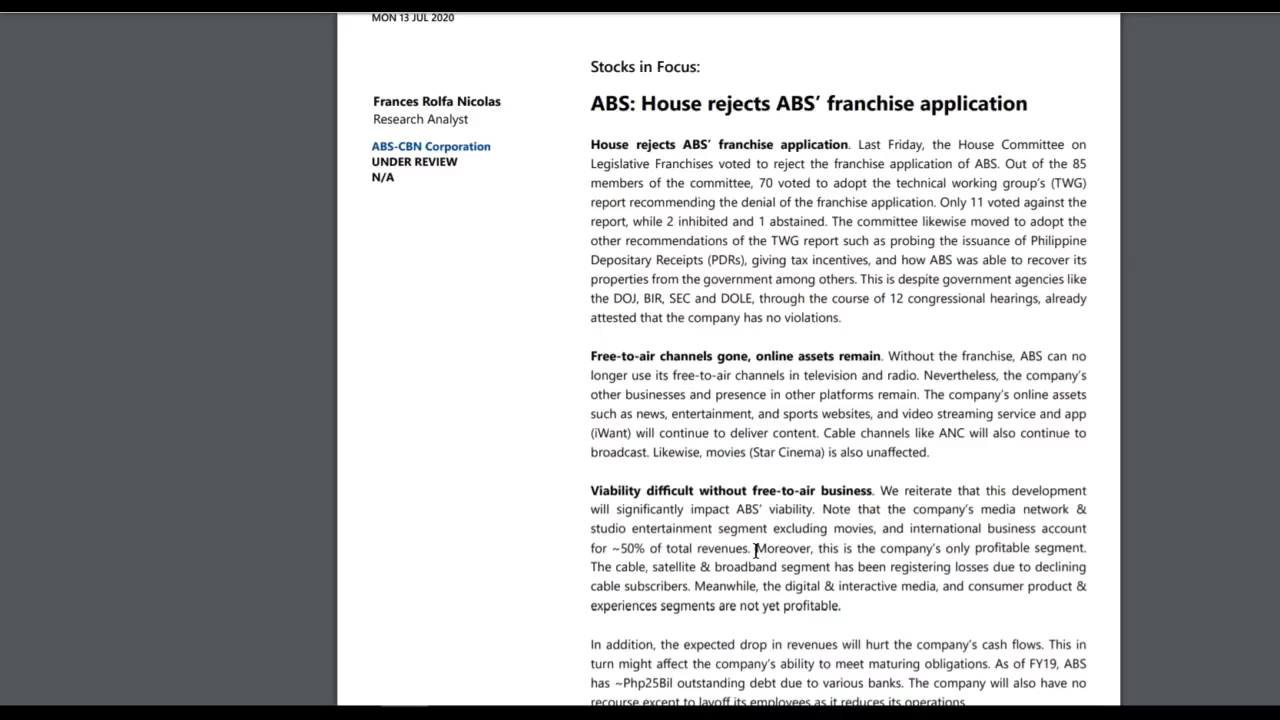 MON 13 JUL 2020
Stocks in Focus:
Frances Rolfa Nicolas
Research Analyst
ABS-CBN Corporation
UNDER REVIEW
N/A
ABS: House rejects ABS’ franchise application
House rejects ABS’ franchise application. Last Friday, the House Committee on
Legislative Franchises voted to reject the franchise application of ABS. Out of the 85
members of the committee, 70 voted to adopt the technical working group’s (TWG)
report recommending the denial of the franchise application. Only 11 voted against the
report, while 2 inhibited and 1 abstained. The committee likewise moved to adopt the
other recommendations of the TWG report such as probing the issuance of Philippine
Depositary Receipts (PDRs), giving tax incentives, and how ABS was able to recover its
properties from the government among others. This is despite government agencies like
the DOJ, BIR, SEC and DOLE, through the course of 12 congressional hearings, already
attested that the company has no violations.
Free-to-air channels gone, online assets remain. Without the franchise, ABS can no
longer use its free-to-air channels in television and radio. Nevertheless, the company’s
other businesses and presence in other platforms remain. The company’s online assets
such as news, entertainment, and sports websites, and video streaming service and app
(iWant) will continue to deliver content. Cable channels like ANC will also continue to
broadcast. Likewise, movies (Star Cinema) is also unaffected.
Viability difficult without free-to-air business. We reiterate that this development
will significantly impact ABS’ viability. Note that the company’s media network &
studio entertainment segment excluding movies, and international business account
for ~50% of total revenues. Moreover, this is the company’s only profitable segment.
The cable, satellite & broadband segment has been registering losses due to declining
cable subscribers. Meanwhile, the digital & interactive media, and consumer product &
experiences segments are not yet profitable.
In addition, the expected drop in revenues will hurt the company’s cash flows. This in
turn might affect the company’s ability to meet maturing obligations. As of FY19, ABS
has ~Php25Bil outstanding debt due to various banks. The company will also have no
recourse except to layoff its employees as it reduces its operations.